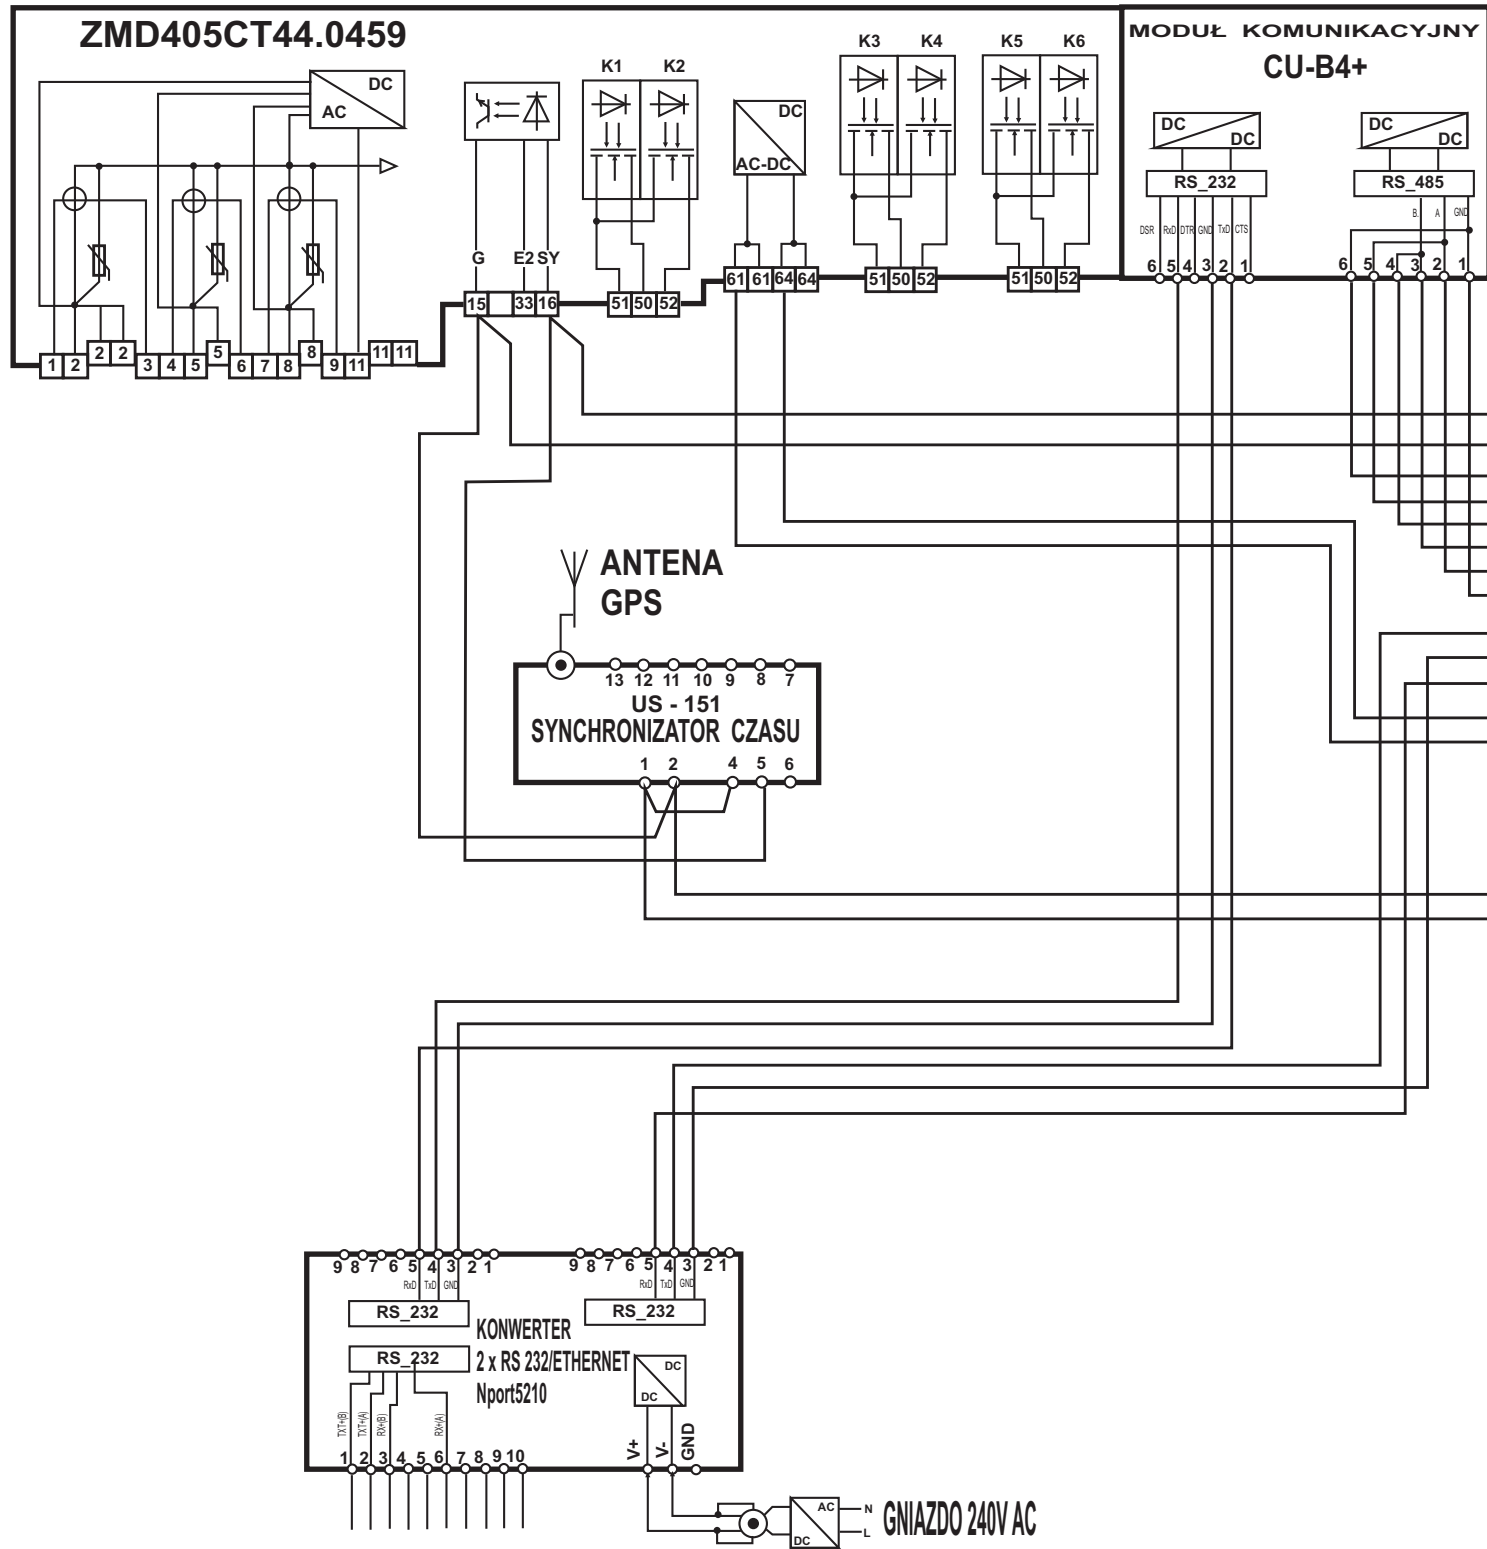 ZMD405CT44.0459
MODUŁ KOMUNIKACYJNY
CU-B4+
K1 K2 K3 K4 K5 K6
DC
AC
DC
AC-DC
DC
DC
DC
DC
RS_232
RS_485
DSR RxD DTR GND TxD CTS
B. A GND
G E2 SY
6 5 4 3 2 1
6 5 4 3 2 1
61 61 64 64
51 50 52
51 50 52
15 33 16
51 50 52
1 2 2 2 3 4 5 5 6 7 8 8 9 11 11 11
ANTENA
GPS
13 12 11 10 9 8 7
US - 151
SYNCHRONIZATOR CZASU
1 2 4 5 6
9 8 7 6 5 4 3 2 1
9 8 7 6 5 4 3 2 1
RxD TxD GND
RxD TxD GND
RS_232
RS_232
KONWERTER
RS_232
2 x RS 232/ETHERNET
Nport5210
DC
DC
TXT+(B) TXT+(A) RX+(B) RX+(A)
V+ V- GND
1 2 3 4 5 6 7 8 9 10
AC
DC
N
L
GNIAZDO 240V AC